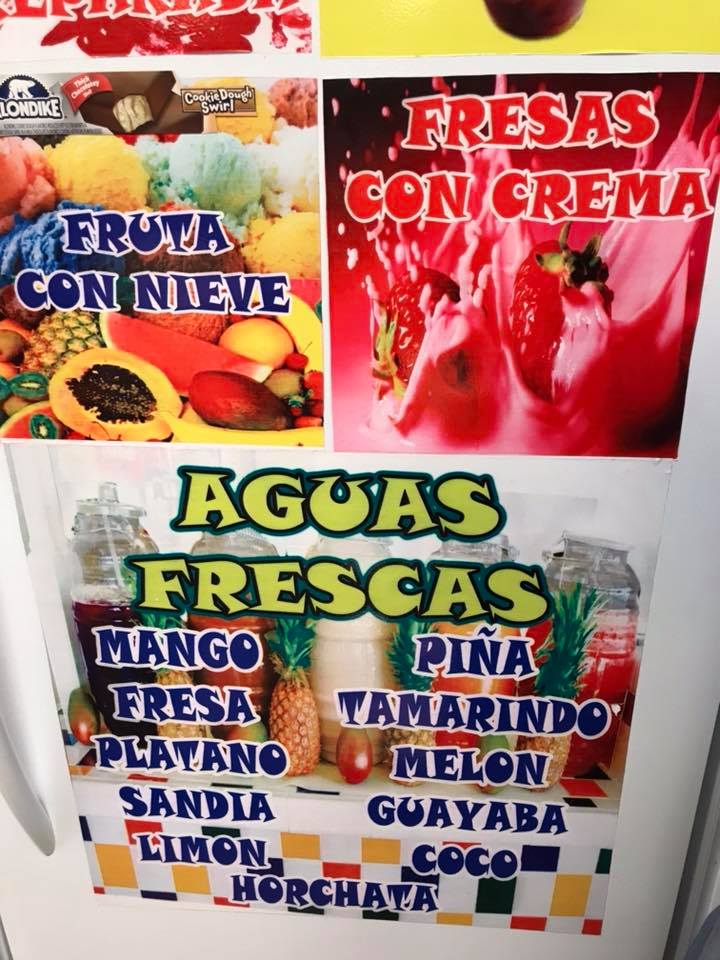 KLONDIKE
Thick
Chocolatey
Cookie Dough
Swirl
FRUTA
CON NIEVE
FRESAS
CON CREMA
AGUAS
FRESCAS
MANGO PIÑA
FRESA TAMARINDO
PLATANO MELON
SANDIA GUAYABA
LIMON COCO
HORCHATA